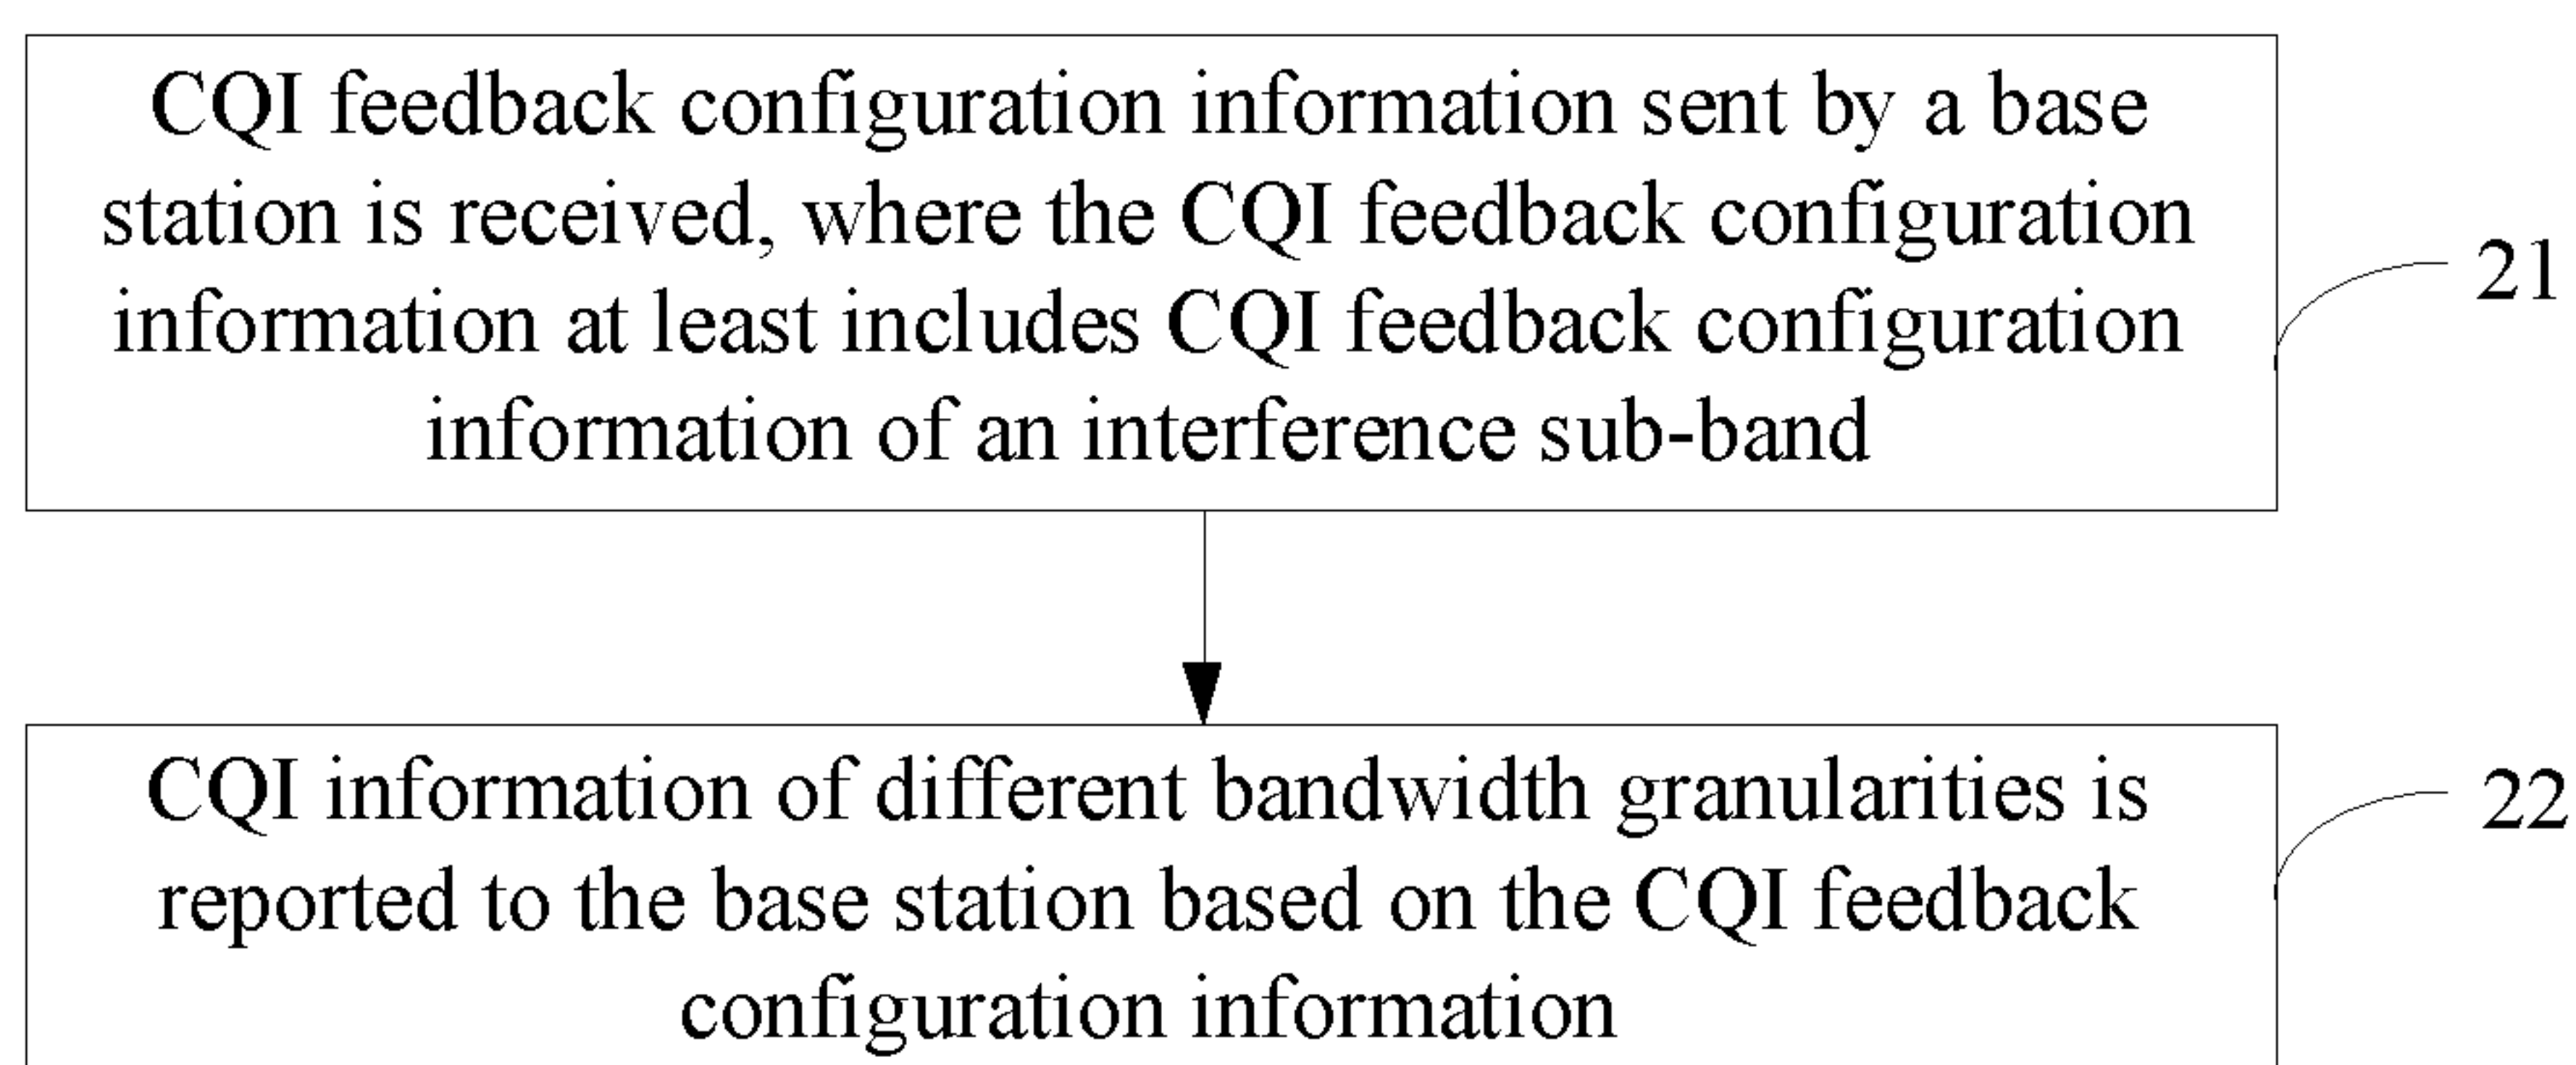 CQI feedback configuration information sent by a base
station is received, where the CQI feedback configuration
information at least includes CQI feedback configuration
information of an interference sub-band
21
CQI information of different bandwidth granularities is
reported to the base station based on the CQI feedback
configuration information
22